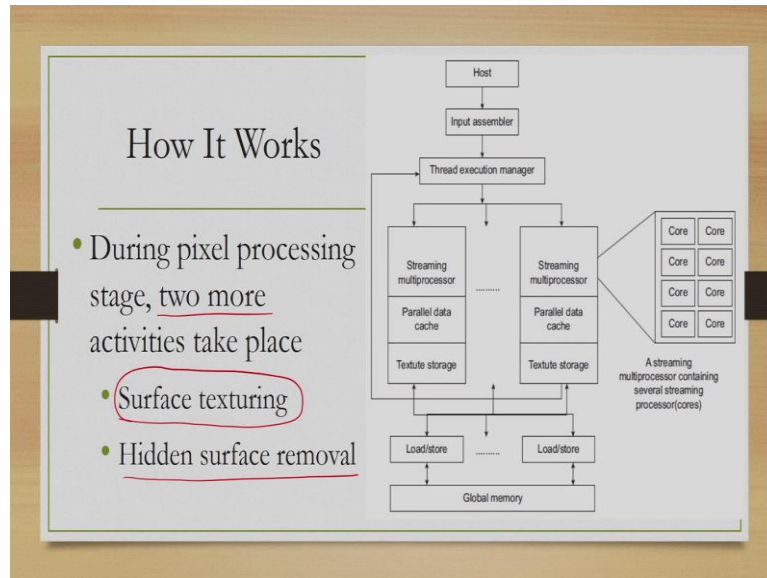 How It Works
• During pixel processing
stage, two more
activities take place
• Surface texturing
• Hidden surface removal
Host
Input assembler
Thread execution manager
Streaming
multiprocessor
Parallel data
cache
Textute storage
..........
Streaming
multiprocessor
Parallel data
cache
Textute storage
Core Core
Core Core
Core Core
Core Core
A streaming
multiprocessor containing
several streaming
processor(cores)
Load/store
..........
Load/store
Global memory